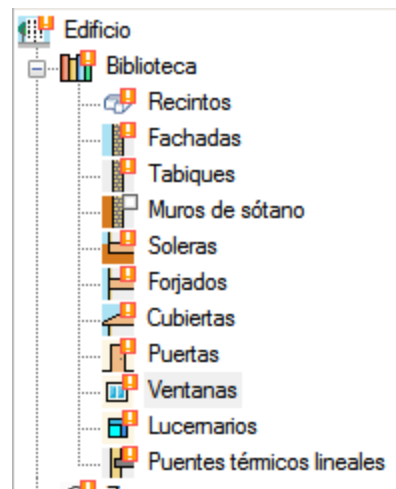 Edificio
Biblioteca
Recintos
Fachadas
Tabiques
Muros de sótano
Soleras
Forjados
Cubiertas
Puertas
Ventanas
Lucernarios
Puentes térmicos lineales